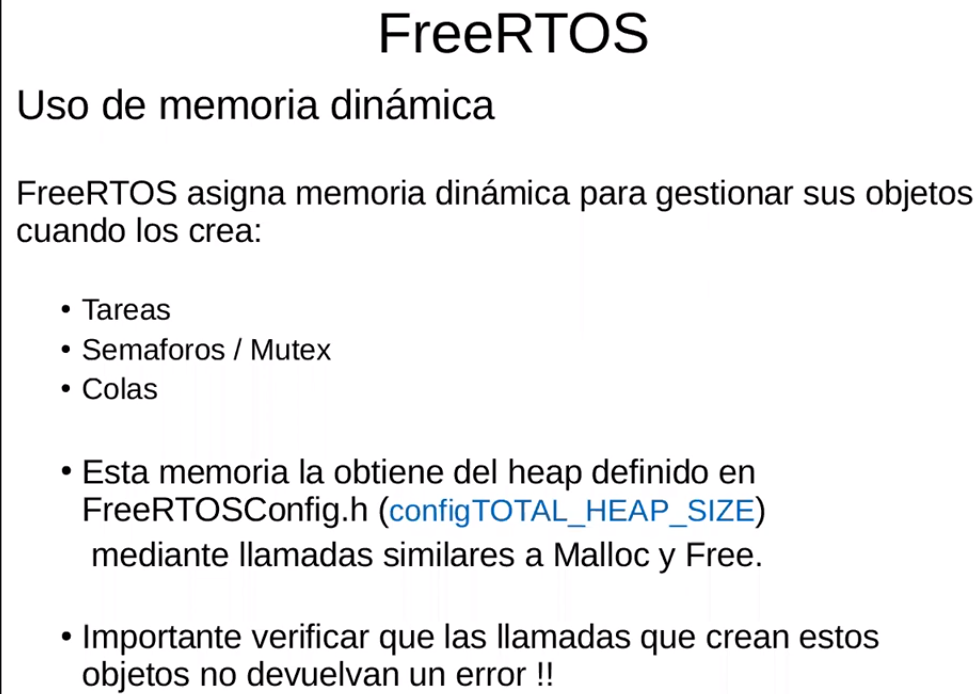 FreeRTOS
Uso de memoria dinámica
FreeRTOS asigna memoria dinámica para gestionar sus objetos
cuando los crea:
• Tareas
• Semaforos / Mutex
• Colas
• Esta memoria la obtiene del heap definido en
FreeRTOSConfig.h (configTOTAL_HEAP_SIZE)
mediante llamadas similares a Malloc y Free.
• Importante verificar que las llamadas que crean estos
objetos no devuelvan un error !!